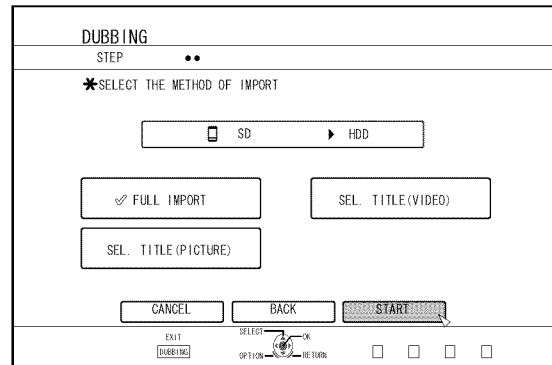 DUBBING
STEP
✱SELECT THE METHOD OF IMPORT
SD ▶ HDD
✓ FULL IMPORT SEL. TITLE(VIDEO)
SEL. TITLE(PICTURE)
CANCEL BACK START
EXIT SELECT OK
DUBBING OPTION RETURN